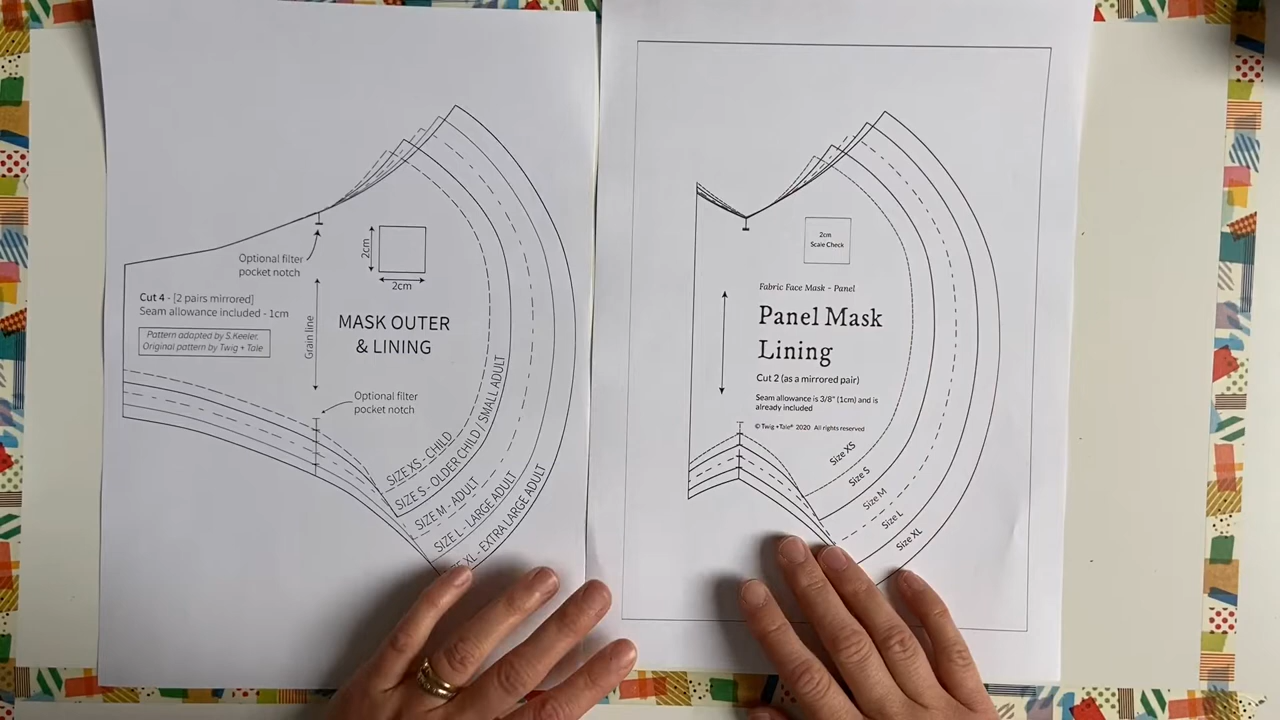 Optional filter
pocket notch
2cm
2cm
Cut 4 - [2 pairs mirrored]
Seam allowance included - 1cm
Pattern adapted by S.Keeler.
Original pattern by Twig + Tale
Grain line
MASK OUTER
& LINING
Optional filter
pocket notch
SIZE XS - CHILD
SIZE S - OLDER CHILD / SMALL ADULT
SIZE M - ADULT
SIZE L - LARGE ADULT
XL - EXTRA LARGE ADULT
2cm
Scale Check
Fabric Face Mask - Panel
Panel Mask
Lining
Cut 2 (as a mirrored pair)
Seam allowance is 3/8" (1cm) and is
already included
© Twig +Tale® 2020 All rights reserved
Size XS
Size S
Size M
Size L
Size XL